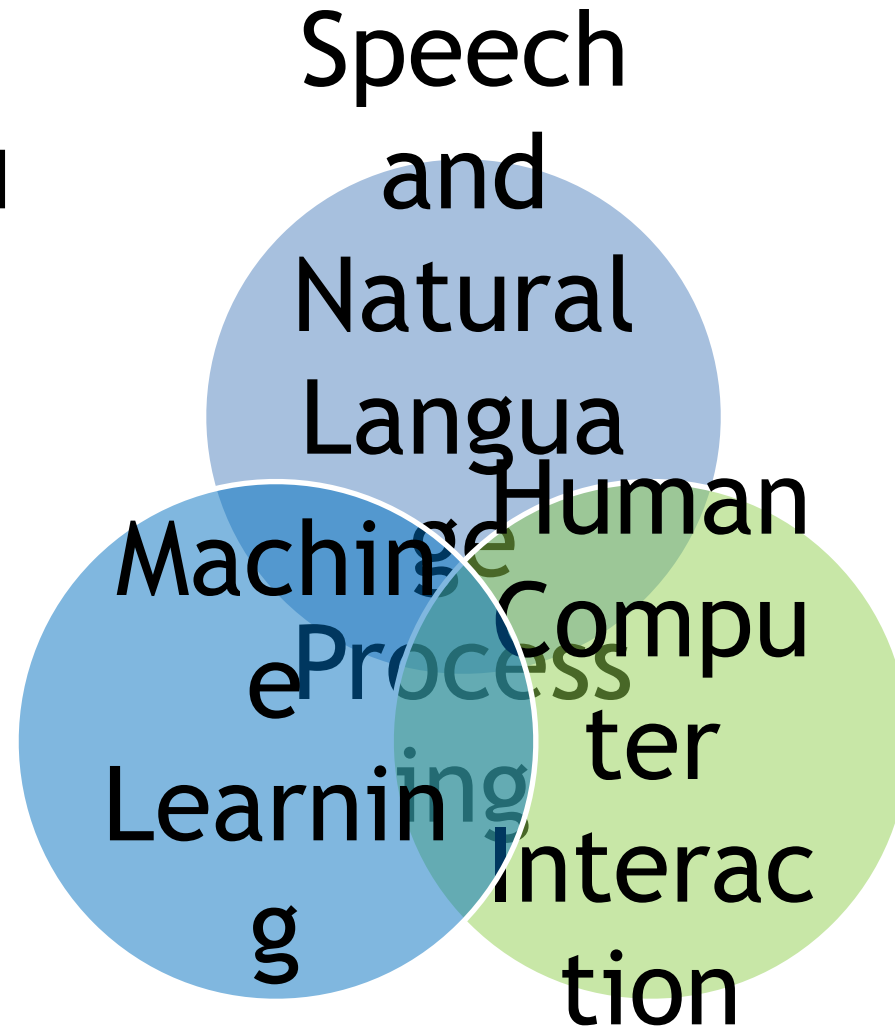 Speech
and
Natural
Langua
ge
Process
ing
Machin
e
Learnin
g
Human
Compu
ter
Interac
tion